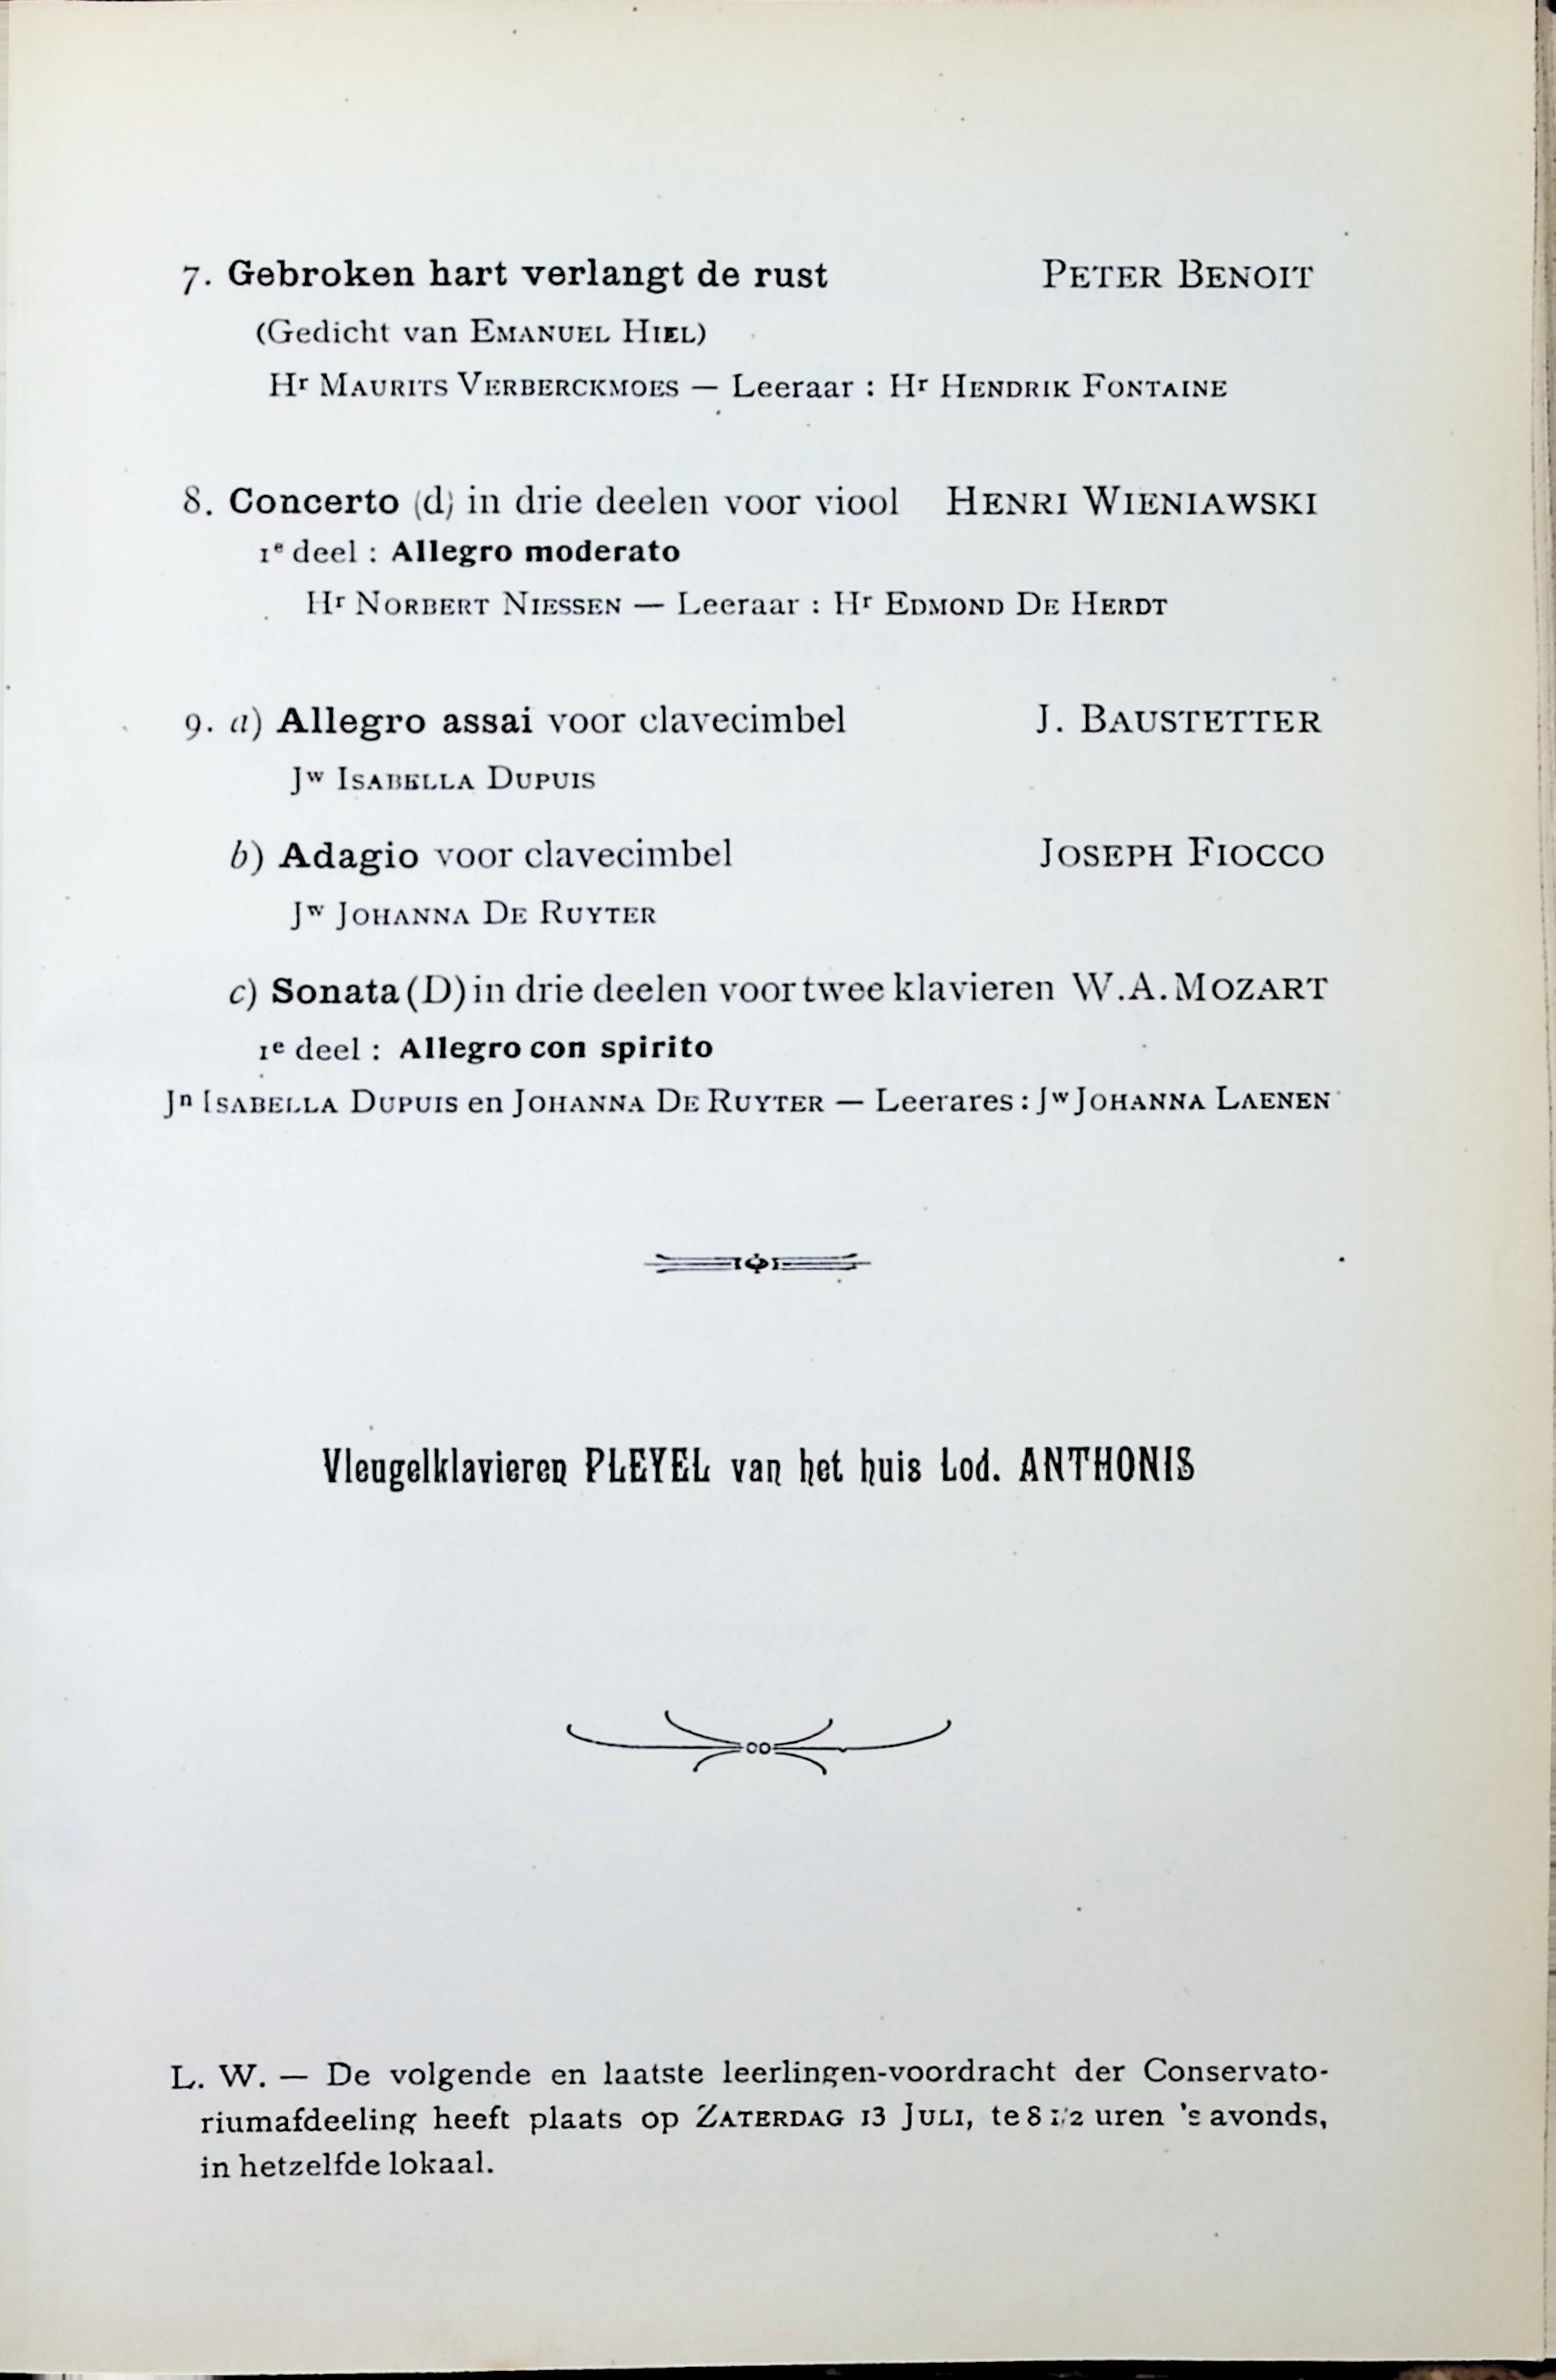 7. Gebroken hart verlangt de rust PETER BENOIT
(Gedicht van EMANUEL HIEL)
Hr MAURITS VERBERCKMOES — Leeraar : Hr HENDRIK FONTAINE
8. Concerto (d) in drie deelen voor viool HENRI WIENIAWSKI
1e deel : Allegro moderato
Hr NORBERT NIESSEN — Leeraar : Hr EDMOND DE HERDT
9. a) Allegro assai voor clavecimbel J. BAUSTETTER
Jw ISABELLA DUPUIS
b) Adagio voor clavecimbel JOSEPH FIOCCO
Jw JOHANNA DE RUYTER
c) Sonata (D) in drie deelen voor twee klavieren W. A. MOZART
1e deel : Allegro con spirito
Jn ISABELLA DUPUIS en JOHANNA DE RUYTER — Leerares : Jw JOHANNA LAENEN
Vleugelklavieren PLEYEL van het huis Lod. ANTHONIS
L. W. — De volgende en laatste leerlingen-voordracht der Conservato-
riumafdeeling heeft plaats op ZATERDAG 13 JULI, te 8 1/2 uren 's avonds,
in hetzelfde lokaal.